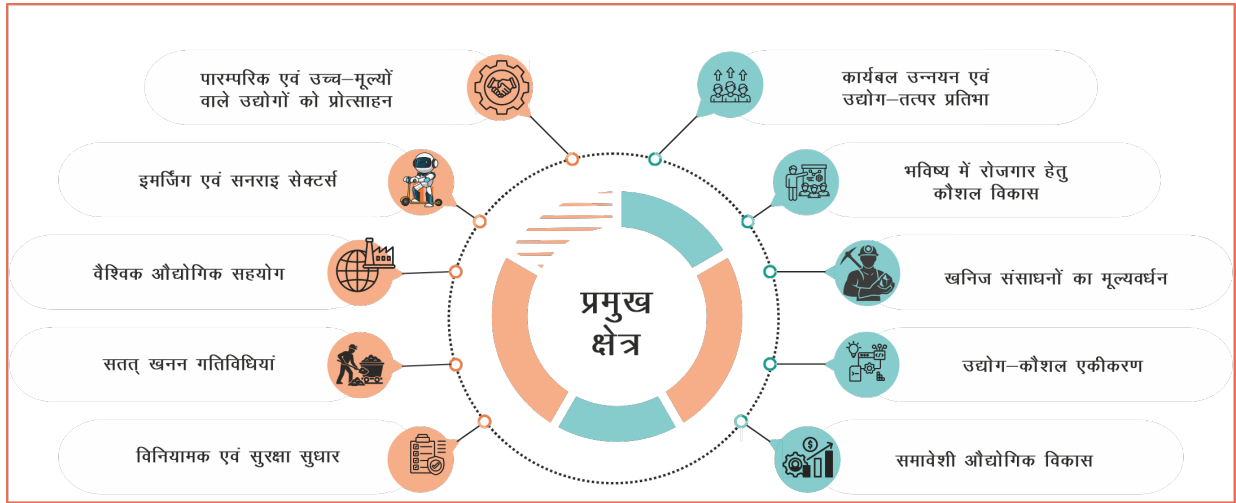 पारम्परिक एवं उच्च–मूल्यों
वाले उद्योगों को प्रोत्साहन
इमर्जिंग एवं सनराइ सेक्टर्स
वैश्विक औद्योगिक सहयोग
सतत् खनन गतिविधियां
विनियामक एवं सुरक्षा सुधार
प्रमुख
क्षेत्र
कार्यबल उन्नयन एवं
उद्योग–तत्पर प्रतिभा
भविष्य में रोजगार हेतु
कौशल विकास
खनिज संसाधनों का मूल्यवर्धन
उद्योग–कौशल एकीकरण
समावेशी औद्योगिक विकास